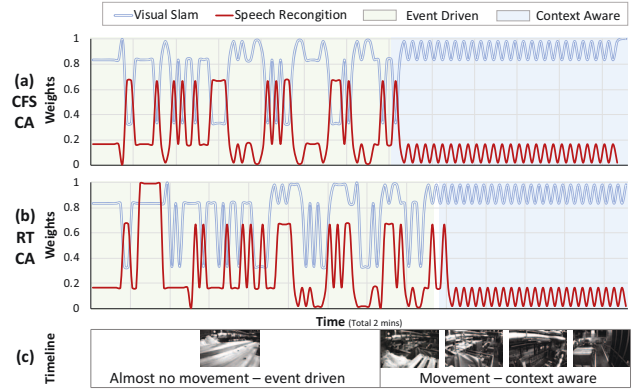 Visual Slam Speech Recongition Event Driven Context Aware
(a)
CFS
CA
Weights
1
0.8
0.6
0.4
0.2
0
(b)
RT
CA
Weights
1
0.8
0.6
0.4
0.2
0
Time (Total 2 mins)
(c)
Timeline
Almost no movement – event driven
Movement – context aware